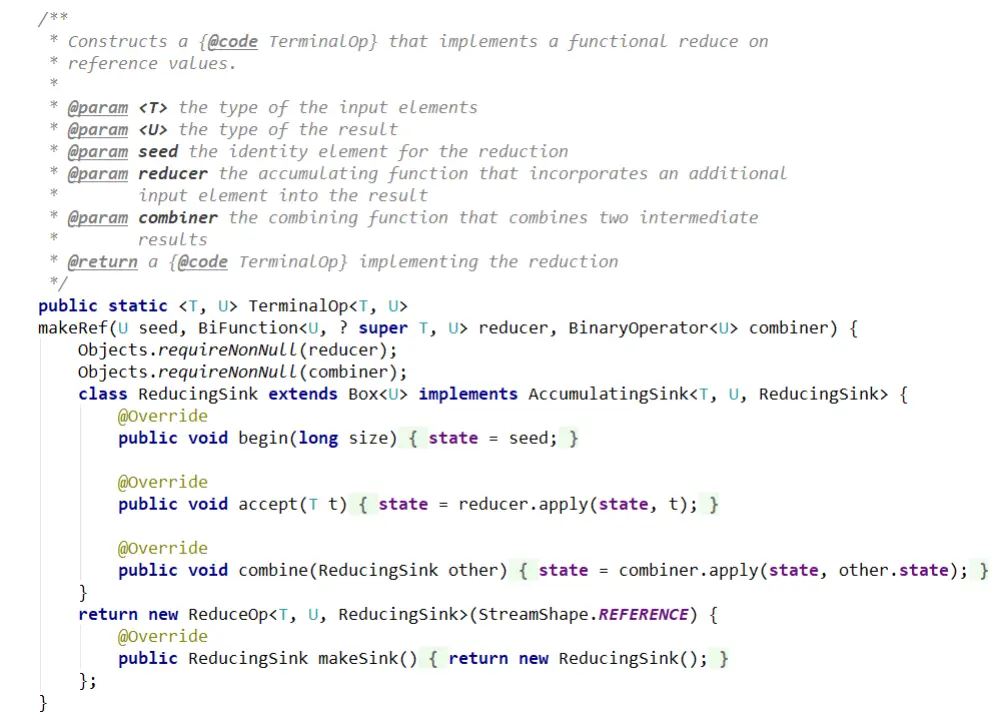 /**
 * Constructs a {@code TerminalOp} that implements a functional reduce on
 * reference values.
 *
 * @param <T> the type of the input elements
 * @param <U> the type of the result
 * @param seed the identity element for the reduction
 * @param reducer the accumulating function that incorporates an additional
 *        input element into the result
 * @param combiner the combining function that combines two intermediate
 *        results
 * @return a {@code TerminalOp} implementing the reduction
 */
public static <T, U> TerminalOp<T, U>
makeRef(U seed, BiFunction<U, ? super T, U> reducer, BinaryOperator<U> combiner) {
    Objects.requireNonNull(reducer);
    Objects.requireNonNull(combiner);
    class ReducingSink extends Box<U> implements AccumulatingSink<T, U, ReducingSink> {
        @Override
        public void begin(long size) { state = seed; }

        @Override
        public void accept(T t) { state = reducer.apply(state, t); }

        @Override
        public void combine(ReducingSink other) { state = combiner.apply(state, other.state); }
    }
    return new ReduceOp<T, U, ReducingSink>(StreamShape.REFERENCE) {
        @Override
        public ReducingSink makeSink() { return new ReducingSink(); }
    };
}